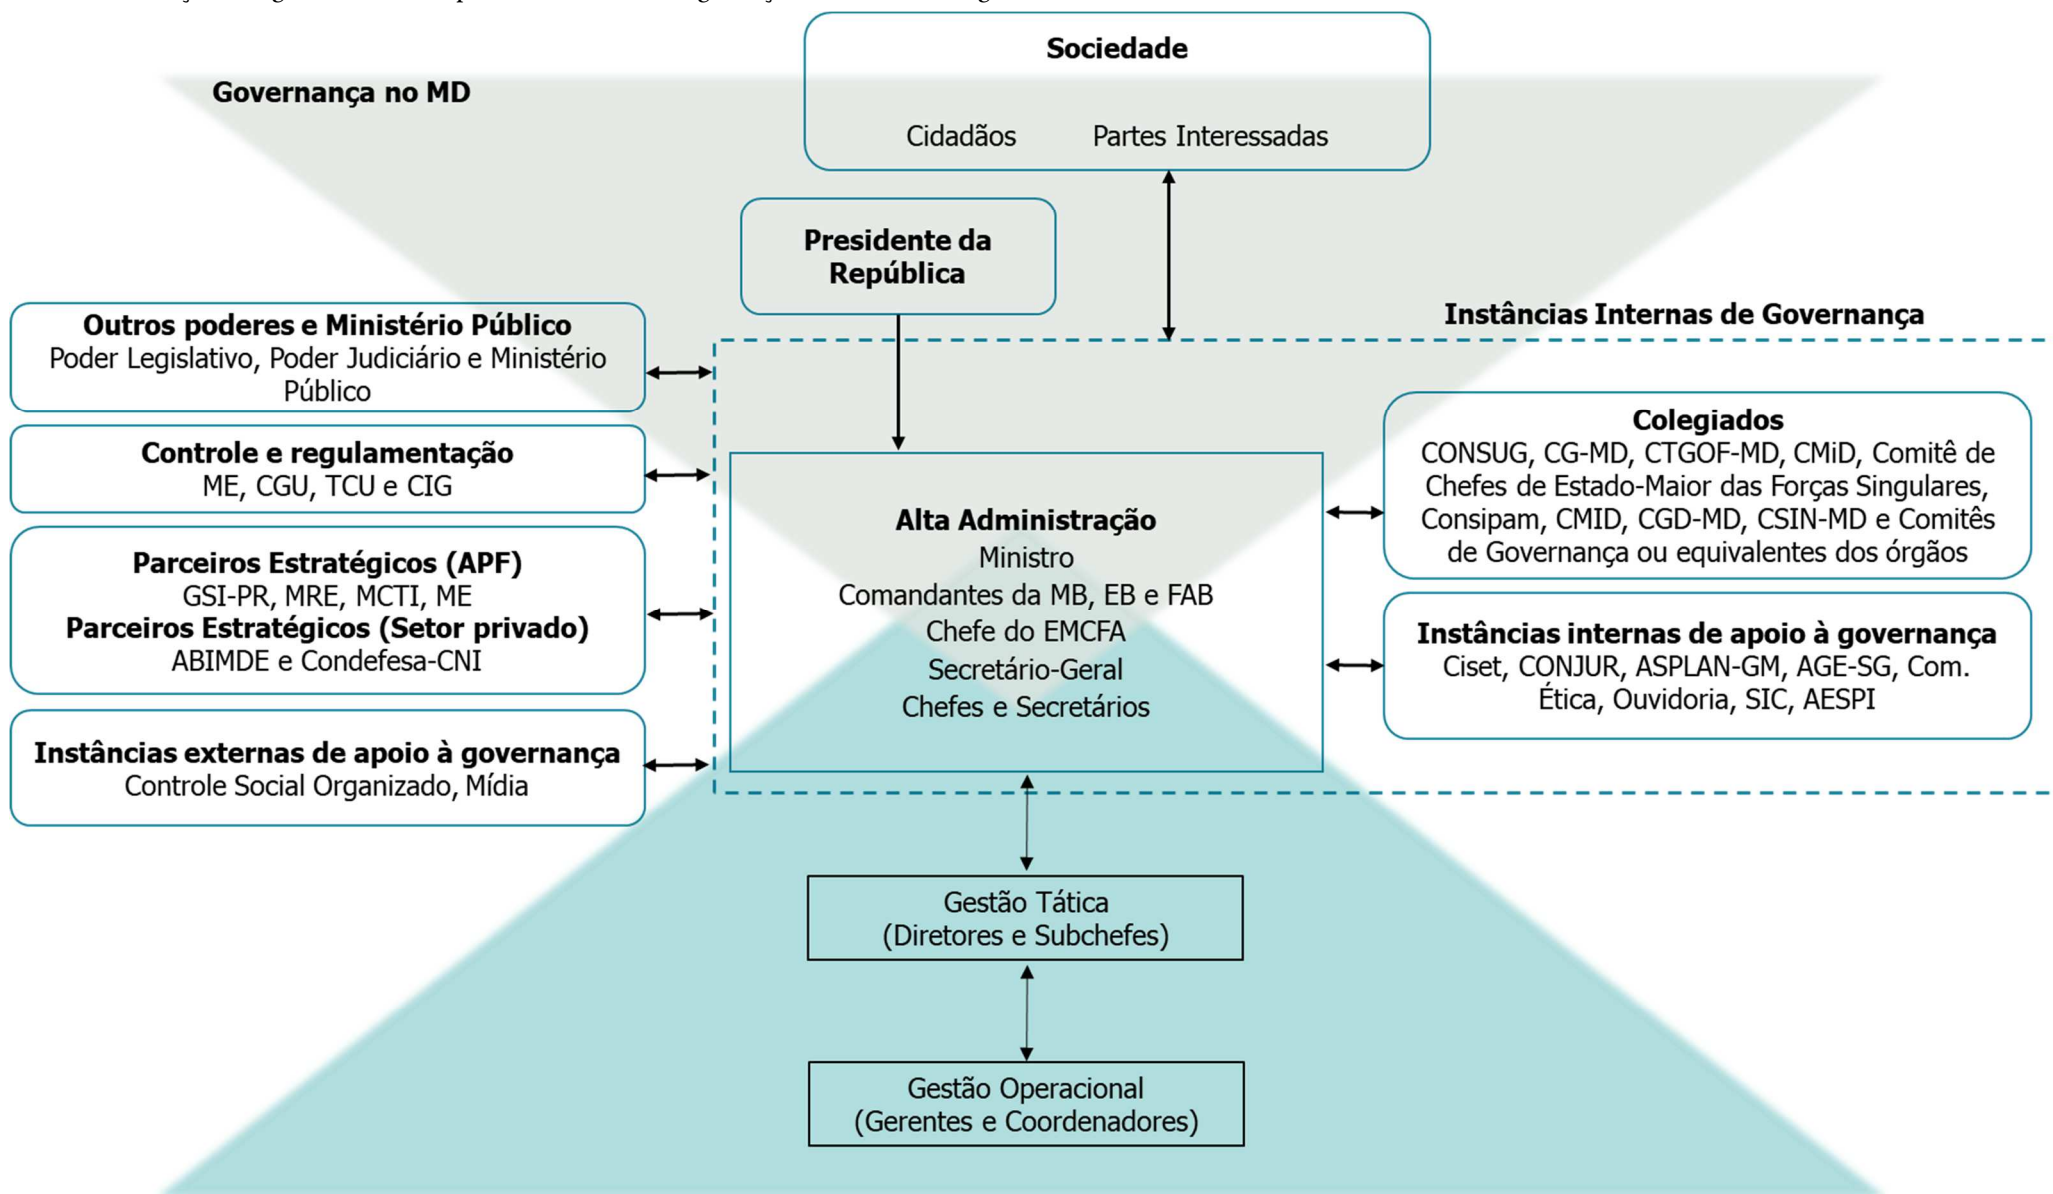 Governança no MD
Sociedade
Cidadãos Partes Interessadas
Presidente da
República
Outros poderes e Ministério Público
Poder Legislativo, Poder Judiciário e Ministério
Público
Controle e regulamentação
ME, CGU, TCU e CIG
Parceiros Estratégicos (APF)
GSI-PR, MRE, MCTI, ME
Parceiros Estratégicos (Setor privado)
ABIMDE e Condefesa-CNI
Instâncias externas de apoio à governança
Controle Social Organizado, Mídia
Alta Administração
Ministro
Comandantes da MB, EB e FAB
Chefe do EMCFA
Secretário-Geral
Chefes e Secretários
Instâncias Internas de Governança
Colegiados
CONSUG, CG-MD, CTGOF-MD, CMiD, Comitê de
Chefes de Estado-Maior das Forças Singulares,
Consipam, CMID, CGD-MD, CSIN-MD e Comitês
de Governança ou equivalentes dos órgãos
Instâncias internas de apoio à governança
Ciset, CONJUR, ASPLAN-GM, AGE-SG, Com.
Ética, Ouvidoria, SIC, AESPI
Gestão Tática
(Diretores e Subchefes)
Gestão Operacional
(Gerentes e Coordenadores)